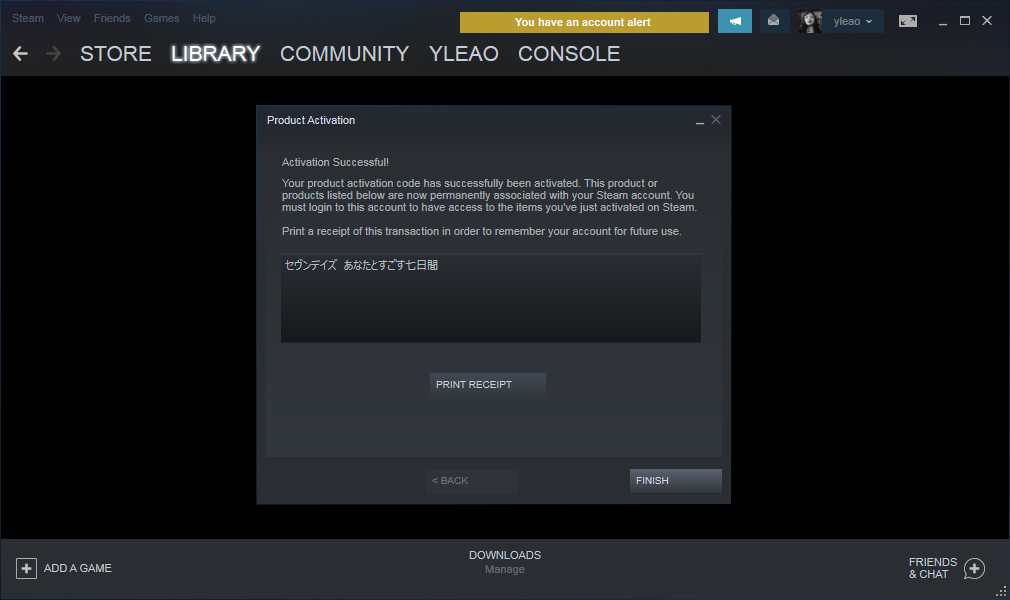 Steam View Friends Games Help
You have an account alert
yleao
STORE LIBRARY COMMUNITY YLEAO CONSOLE
Product Activation
Activation Successful!
Your product activation code has successfully been activated. This product or
products listed below are now permanently associated with your Steam account. You
must login to this account to have access to the items you've just activated on Steam.
Print a receipt of this transaction in order to remember your account for future use.
セヴンデイズ あなたとすごす七日間
PRINT RECEIPT
< BACK
FINISH
ADD A GAME
DOWNLOADS
Manage
FRIENDS
& CHAT